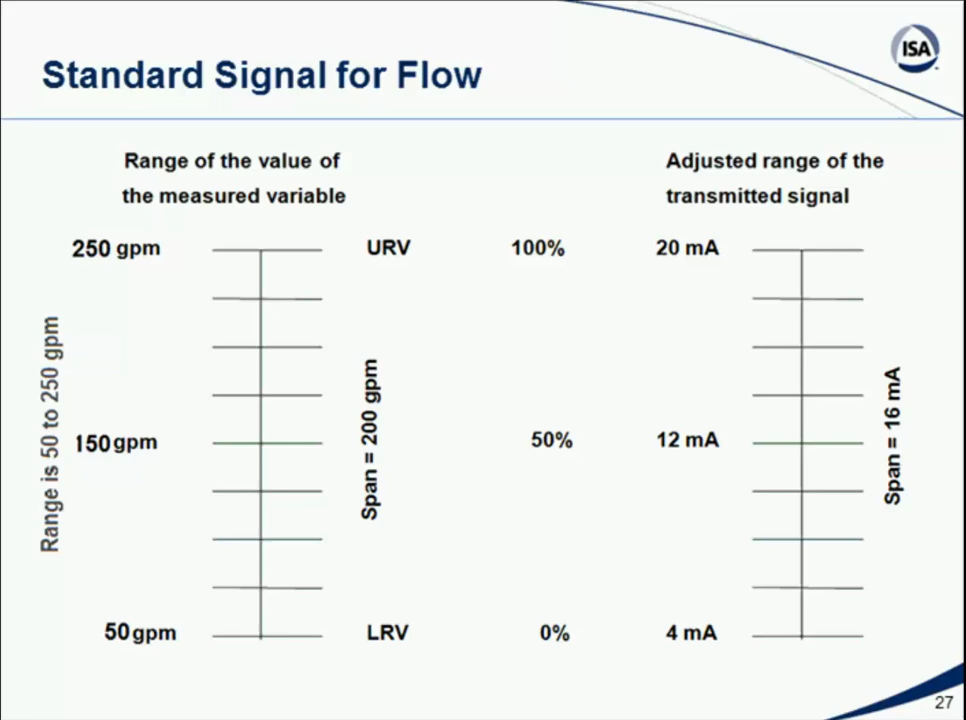 ISA
Standard Signal for Flow
Range of the value of
the measured variable
Adjusted range of the
transmitted signal
250 gpm
URV
100%
20 mA
Range is 50 to 250 gpm
150 gpm
Span = 200 gpm
50%
12 mA
Span = 16 mA
50 gpm
LRV
0%
4 mA
27